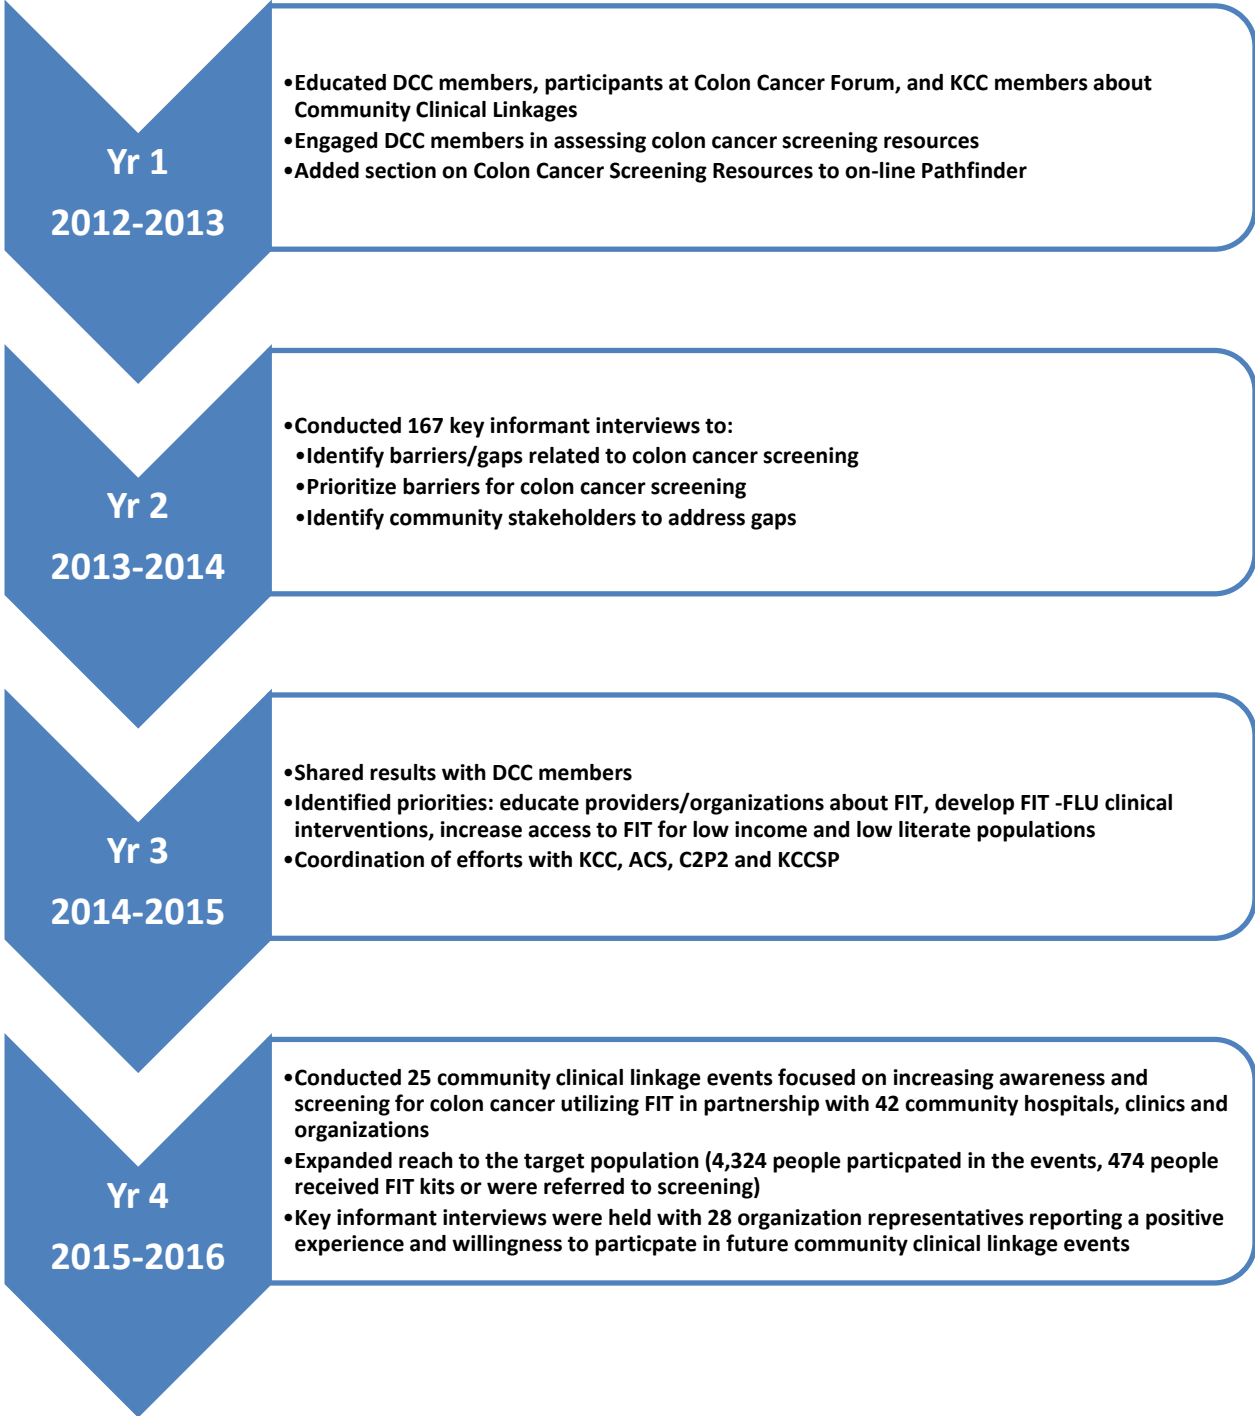 Yr 1
2012-2013
•Educated DCC members, participants at Colon Cancer Forum, and KCC members about
Community Clinical Linkages
•Engaged DCC members in assessing colon cancer screening resources
•Added section on Colon Cancer Screening Resources to on-line Pathfinder
Yr 2
2013-2014
•Conducted 167 key informant interviews to:
•Identify barriers/gaps related to colon cancer screening
•Prioritize barriers for colon cancer screening
•Identify community stakeholders to address gaps
Yr 3
2014-2015
•Shared results with DCC members
•Identified priorities: educate providers/organizations about FIT, develop FIT -FLU clinical
interventions, increase access to FIT for low income and low literate populations
•Coordination of efforts with KCC, ACS, C2P2 and KCCSP
Yr 4
2015-2016
•Conducted 25 community clinical linkage events focused on increasing awareness and
screening for colon cancer utilizing FIT in partnership with 42 community hospitals, clinics and
organizations
•Expanded reach to the target population (4,324 people particpated in the events, 474 people
received FIT kits or were referred to screening)
•Key informant interviews were held with 28 organization representatives reporting a positive
experience and willingness to particpate in future community clinical linkage events